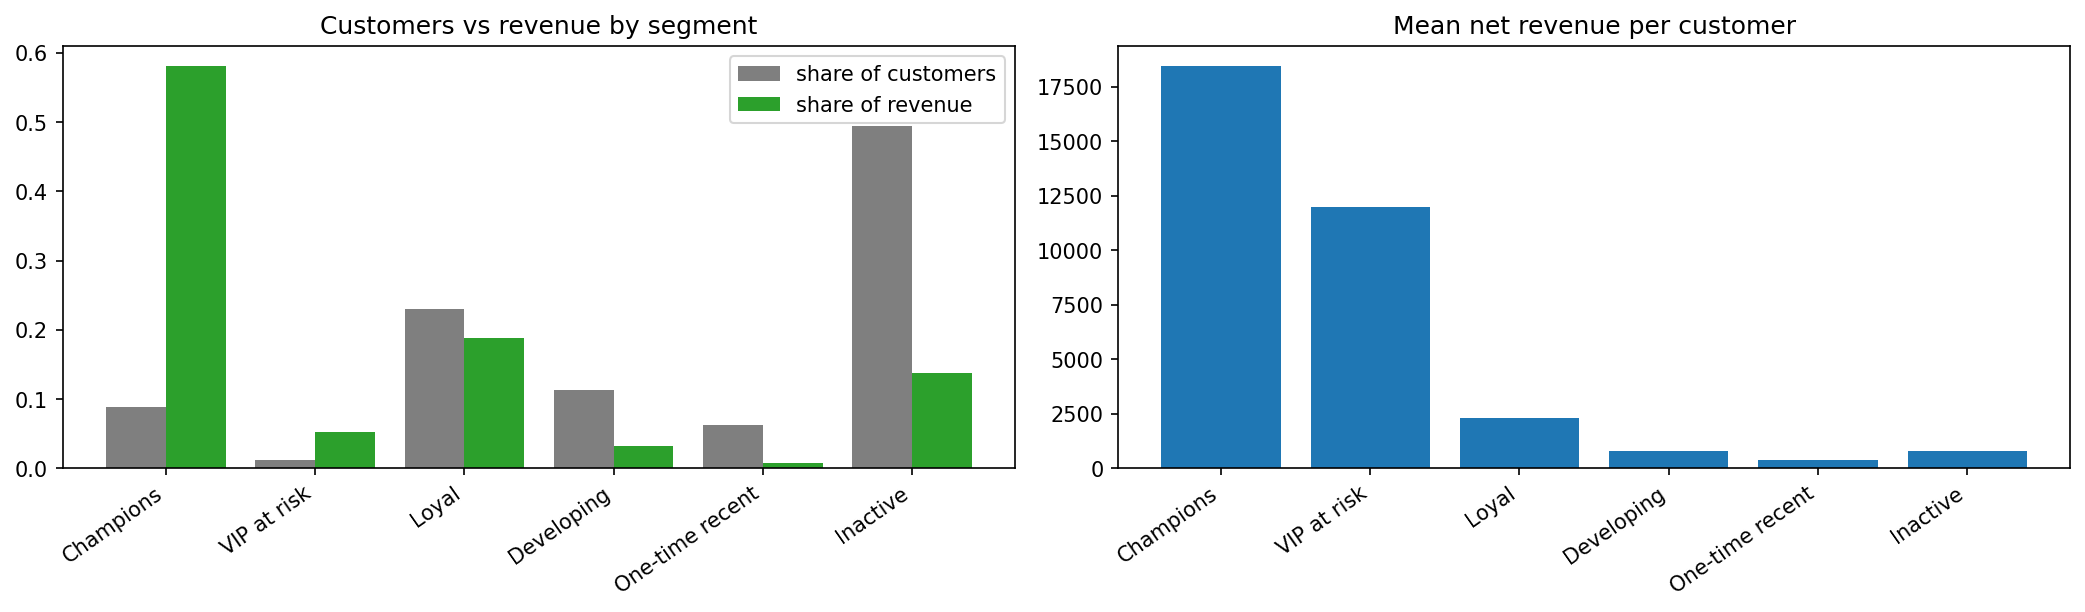 Customers vs revenue by segment
share of customers
share of revenue
0.6
0.5
0.4
0.3
0.2
0.1
0.0
Champions
VIP at risk
Loyal
Developing
One-time recent
Inactive
Mean net revenue per customer
17500
15000
12500
10000
7500
5000
2500
0
Champions
VIP at risk
Loyal
Developing
One-time recent
Inactive